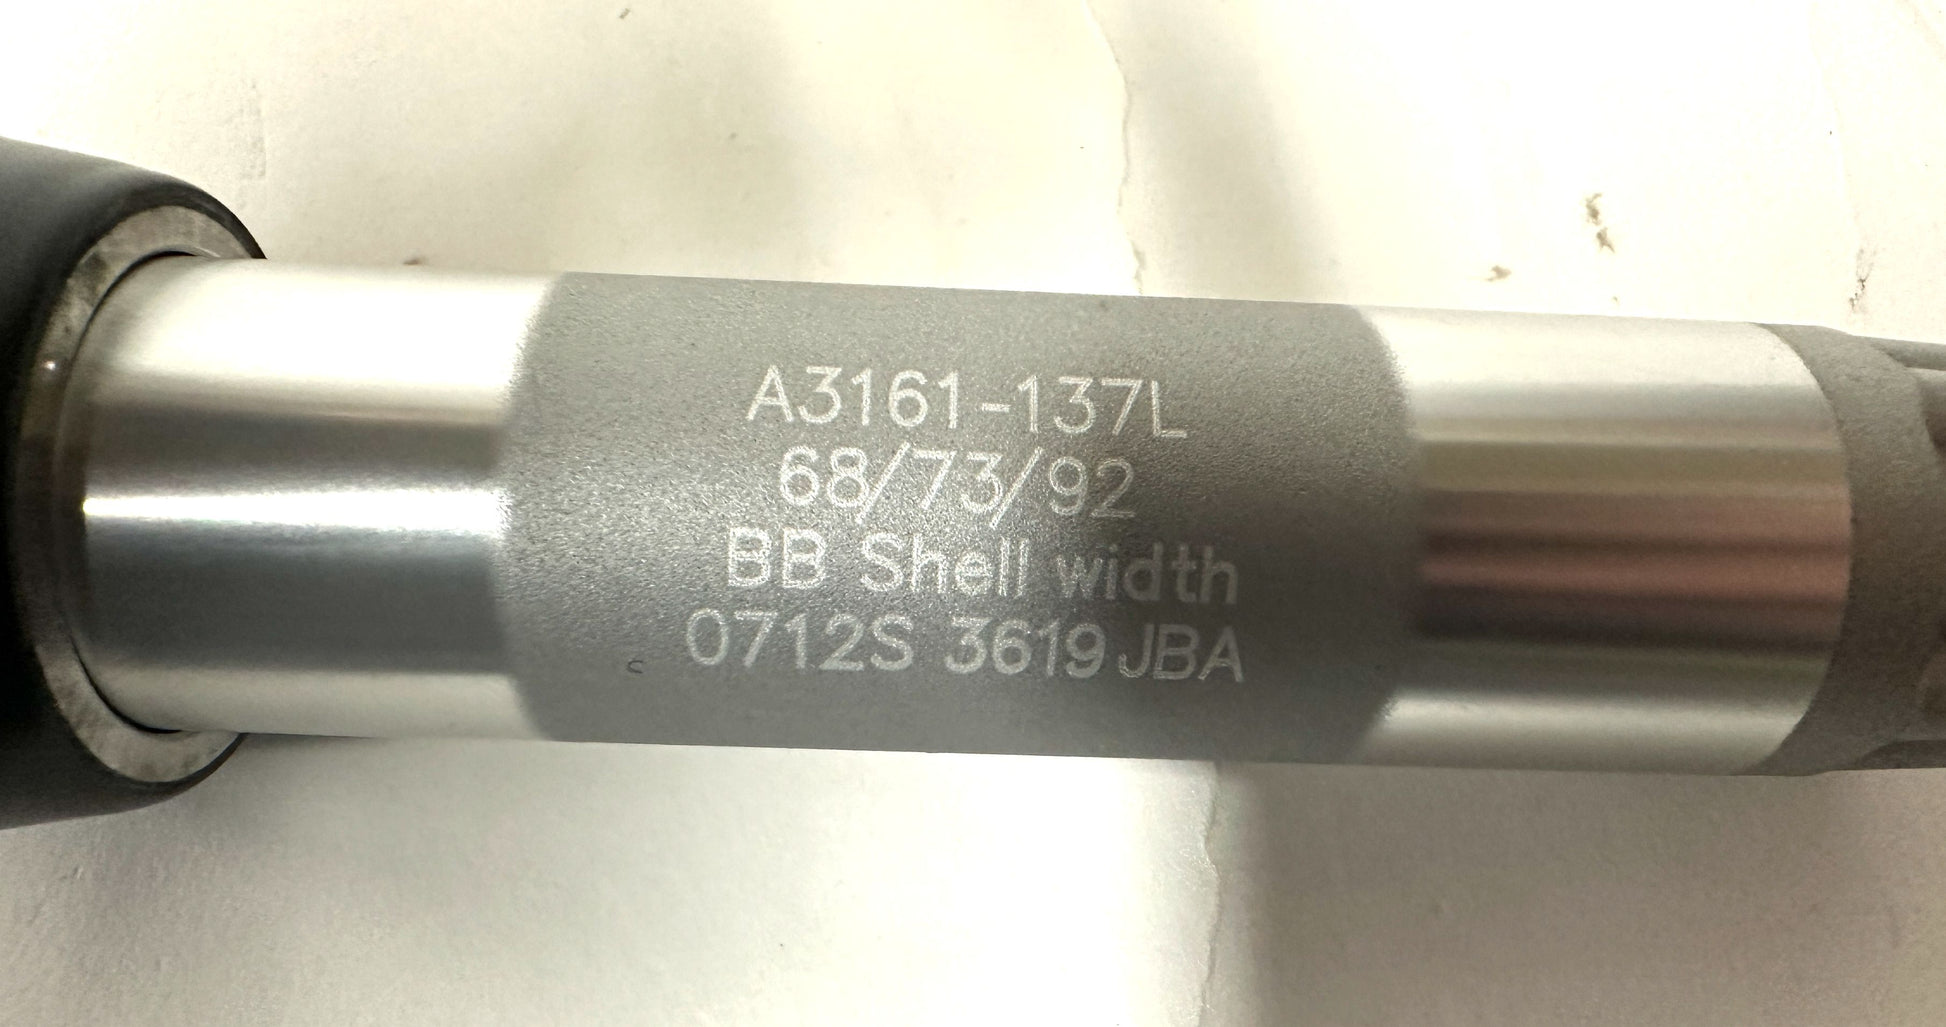 A3161-137L
68/73/92
BB Shell width
0712S 3619 JBA